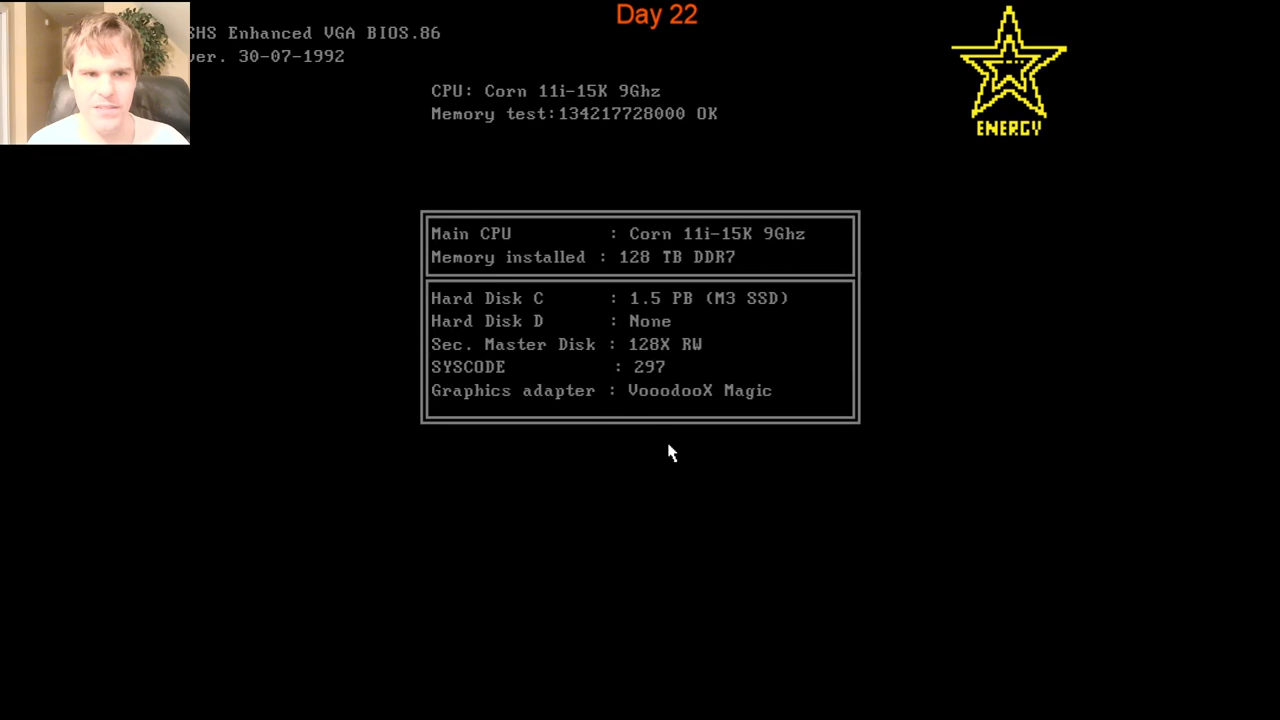 Day 22
SHS Enhanced VGA BIOS.86
ver. 30-07-1992
CPU: Corn 11i-15K 9Ghz
Memory test:134217728000 OK
ENERGY
Main CPU : Corn 11i-15K 9Ghz
Memory installed : 128 TB DDR7
Hard Disk C : 1.5 PB (M3 SSD)
Hard Disk D : None
Sec. Master Disk : 128X RW
SYSCODE : 297
Graphics adapter : VooodooX Magic